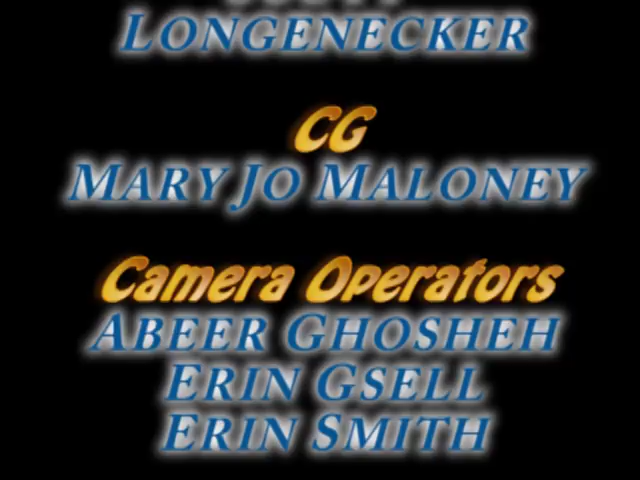 LONGENECKER
CG
MARY JO MALONEY
Camera Operators
ABEER GHOSHEH
ERIN GSELL
ERIN SMITH